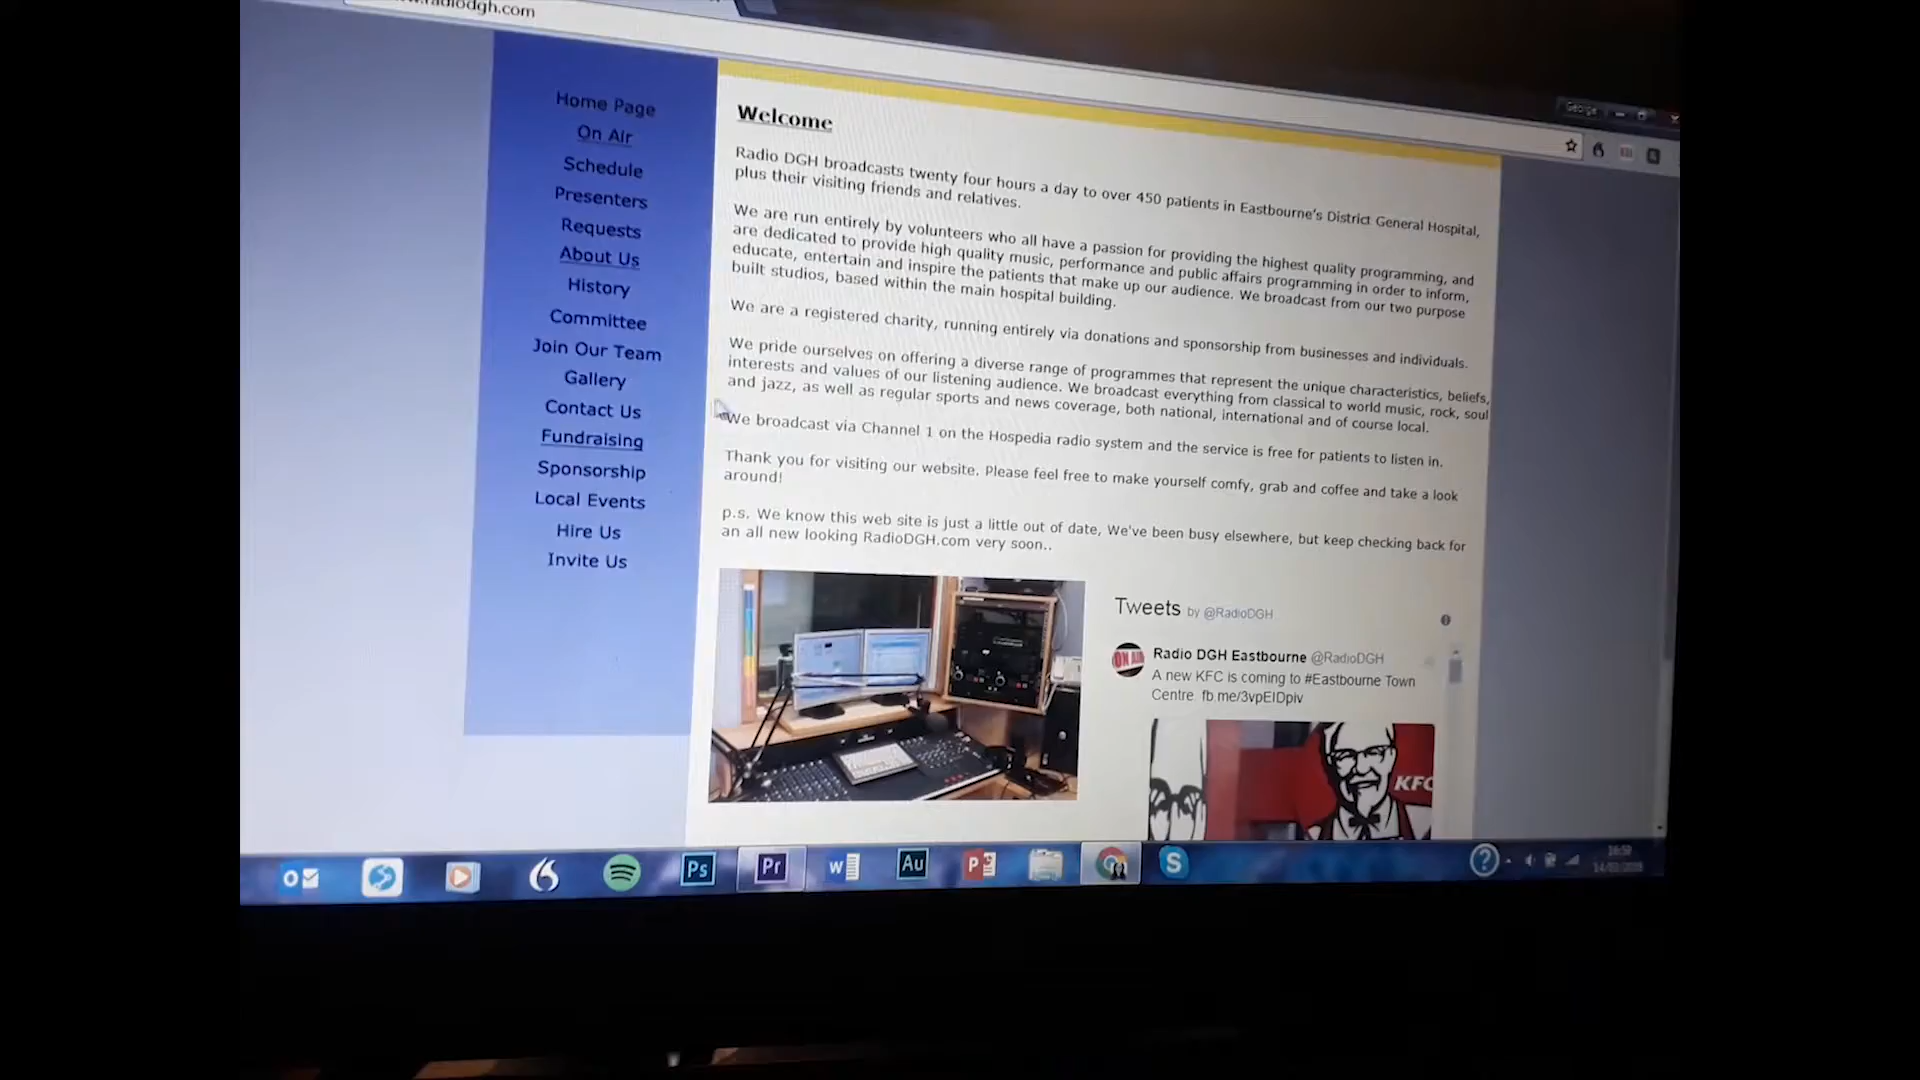 radiodgh.com
George
Home Page
On Air
Schedule
Presenters
Requests
About Us
History
Committee
Join Our Team
Gallery
Contact Us
Fundraising
Sponsorship
Local Events
Hire Us
Invite Us
Welcome
Radio DGH broadcasts twenty four hours a day to over 450 patients in Eastbourne's District General Hospital,
plus their visiting friends and relatives.
We are run entirely by volunteers who all have a passion for providing the highest quality programming, and
are dedicated to provide high quality music, performance and public affairs programming in order to inform,
educate, entertain and inspire the patients that make up our audience. We broadcast from our two purpose
built studios, based within the main hospital building.
We are a registered charity, running entirely via donations and sponsorship from businesses and individuals.
We pride ourselves on offering a diverse range of programmes that represent the unique characteristics, beliefs,
interests and values of our listening audience. We broadcast everything from classical to world music, rock, soul
and jazz, as well as regular sports and news coverage, both national, international and of course local.
We broadcast via Channel 1 on the Hospedia radio system and the service is free for patients to listen in.
Thank you for visiting our website. Please feel free to make yourself comfy, grab and coffee and take a look
around!
p.s. We know this web site is just a little out of date, We've been busy elsewhere, but keep checking back for
an all new looking RadioDGH.com very soon..
Tweets by @RadioDGH
ON AIR
Radio DGH Eastbourne @RadioDGH
A new KFC is coming to #Eastbourne Town
Centre. fb.me/3vpEIDpiv
KFC
Ps
Pr
W
Au
P
S
?
16:59